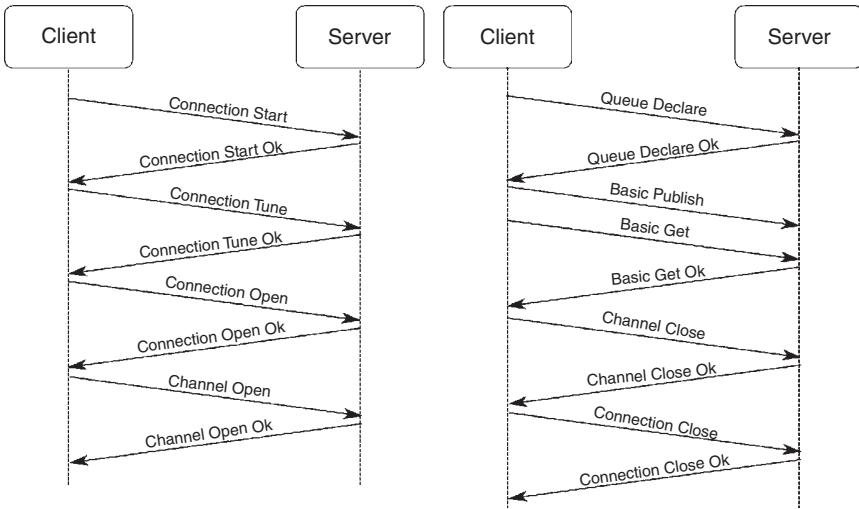 Client
Server
Connection Start
Connection Start Ok
Connection Tune
Connection Tune Ok
Connection Open
Connection Open Ok
Channel Open
Channel Open Ok
Client
Server
Queue Declare
Queue Declare Ok
Basic Publish
Basic Get
Basic Get Ok
Channel Close
Channel Close Ok
Connection Close
Connection Close Ok